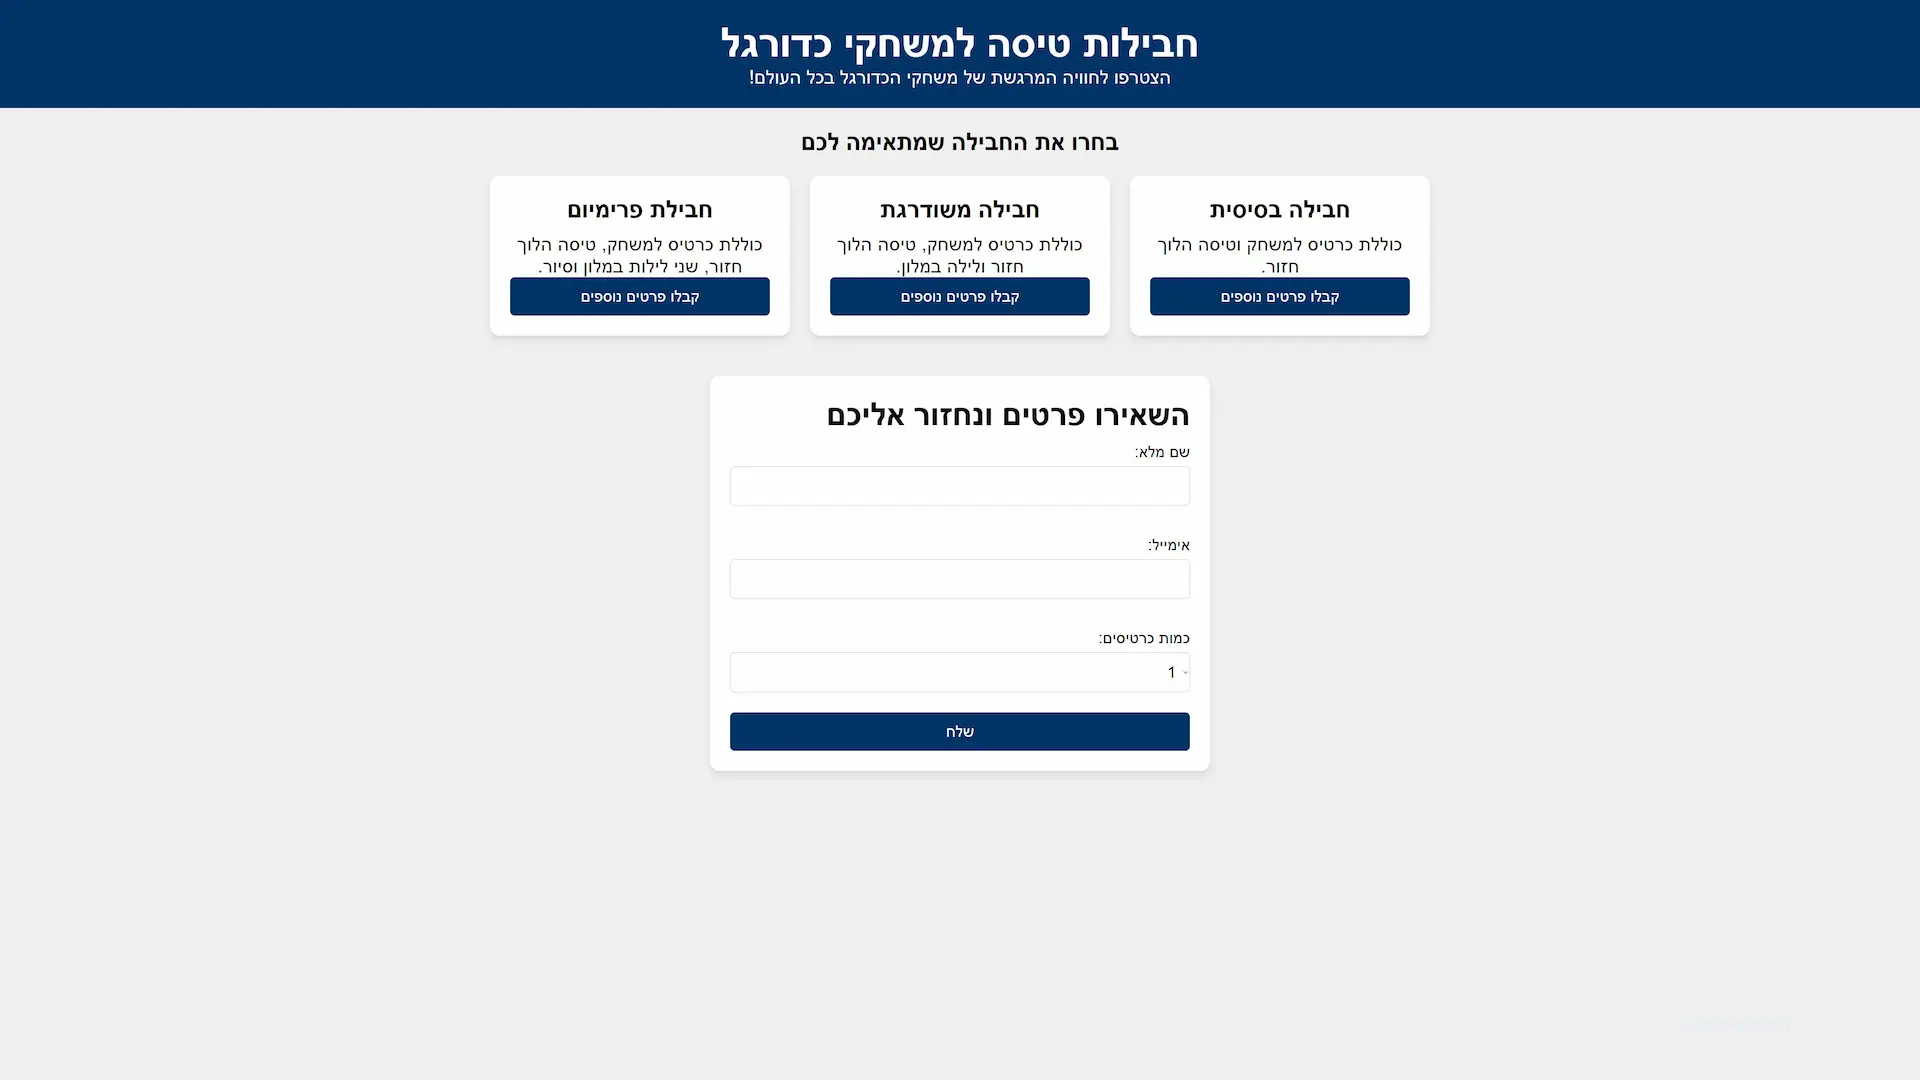 חבילות טיסה למשחקי כדורגל
הצטרפו לחוויה המרגשת של משחקי הכדורגל בכל העולם!
בחרו את החבילה שמתאימה לכם
חבילה בסיסית
כוללת כרטיס למשחק וטיסה הלוך
חזור.
קבלו פרטים נוספים
חבילה משודרגת
כוללת כרטיס למשחק, טיסה הלוך
חזור ולילה במלון.
קבלו פרטים נוספים
חבילת פרימיום
כוללת כרטיס למשחק, טיסה הלוך
חזור, שני לילות במלון וסיור.
קבלו פרטים נוספים
השאירו פרטים ונחזור אליכם
שם מלא:
אימייל:
כמות כרטיסים:
1
שלח